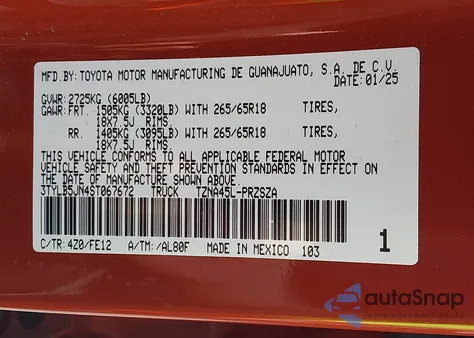 MFD.BY: TOYOTA MOTOR MANUFACTURING DE GUANAJUATO, S.A. DE C.V.
DATE: 01/25
GVWR: 2725KG (6005LB)
GAWR: FRT. 1505KG (3320LB) WITH 265/65R18 TIRES,
18X7.5J RIMS.
RR. 1405KG (3095LB) WITH 265/65R18 TIRES,
18X7.5J RIMS.
THIS VEHICLE CONFORMS TO ALL APPLICABLE FEDERAL MOTOR
VEHICLE SAFETY, BUMPER, AND THEFT PREVENTION STANDARDS IN EFFECT ON
THE DATE OF MANUFACTURE SHOWN ABOVE.
3TYLB5JN4ST067672 TRUCK TZNA45L-PRZSZA
C/TR: 4Z0/FE12 A/TM: /AL80F MADE IN MEXICO 103
1
autoSnap